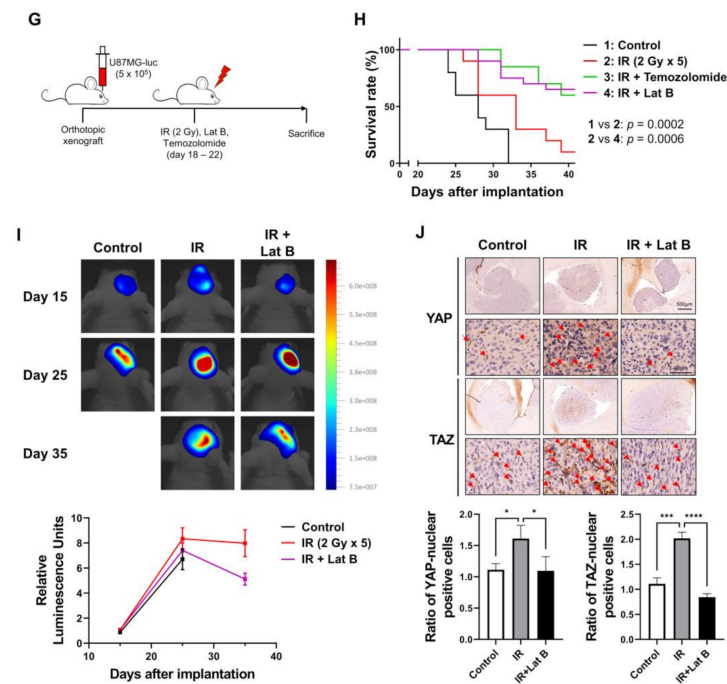 G
U87MG-luc
(5 x 10⁵)
Orthotopic
xenograft
IR (2 Gy), Lat B,
Temozolomide
(day 18 – 22)
Sacrifice
H
Survival rate (%)
100
50
0
0
20
25
30
35
40
Days after implantation
1: Control
2: IR (2 Gy x 5)
3: IR + Temozolomide
4: IR + Lat B
1 vs 2: p = 0.0002
2 vs 4: p = 0.0006
I
Control
IR
IR +
Lat B
Day 15
Day 25
Day 35
6.0e+008
5.3e+008
4.5e+008
3.8e+008
3.0e+008
2.3e+008
1.5e+008
7.5e+007
Relative
Luminescence Units
10
8
6
4
2
0
10
20
30
40
Days after implantation
Control
IR (2 Gy x 5)
IR + Lat B
J
Control
IR
IR + Lat B
YAP
500μm
TAZ
Ratio of YAP-nuclear
positive cells
2.0
1.5
1.0
0.5
0.0
*
*
Control
IR
IR+Lat B
Ratio of TAZ-nuclear
positive cells
2.5
2.0
1.5
1.0
0.5
0.0
***
****
Control
IR
IR+Lat B